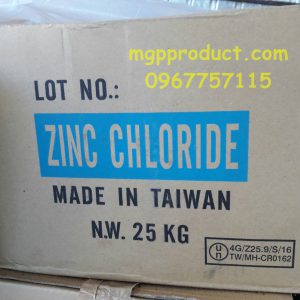 mgpproduct.com
0967757115
LOT NO.:
ZINC CHLORIDE
MADE IN TAIWAN
N.W. 25 KG
un 4G/Z25.9/S/16
TW/MH-CR0162